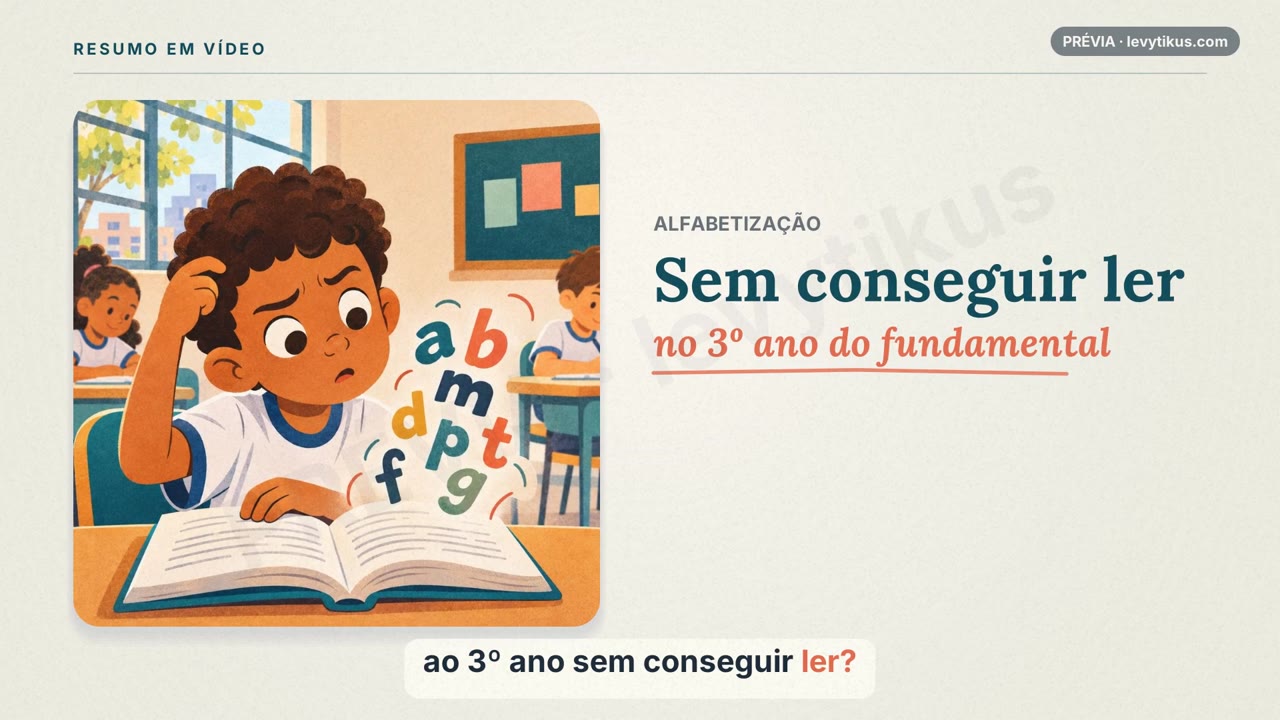 RESUMO EM VÍDEO
PRÉVIA · levytikus.com
ALFABETIZAÇÃO
Sem conseguir ler
no 3º ano do fundamental
levytikus
a b
m
d p t
f g
ao 3º ano sem conseguir ler?